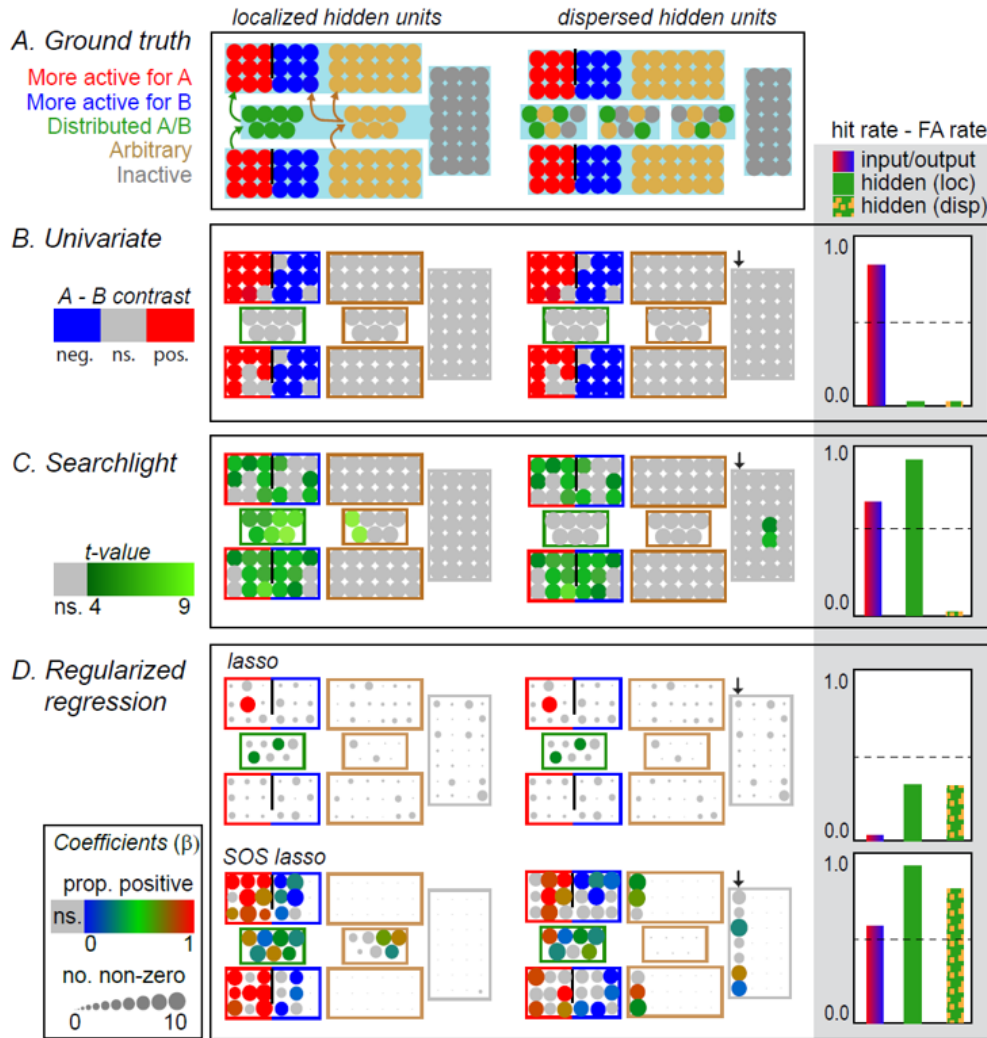 localized hidden units
dispersed hidden units
A. Ground truth
More active for A
More active for B
Distributed A/B
Arbitrary
Inactive
hit rate - FA rate
input/output
hidden (loc)
hidden (disp)
B. Univariate
A - B contrast
neg. ns. pos.
1.0
0.0
C. Searchlight
t-value
ns. 4 9
1.0
0.0
D. Regularized
regression
lasso
1.0
0.0
Coefficients (β)
prop. positive
ns.
0 1
no. non-zero
0 10
SOS lasso
1.0
0.0